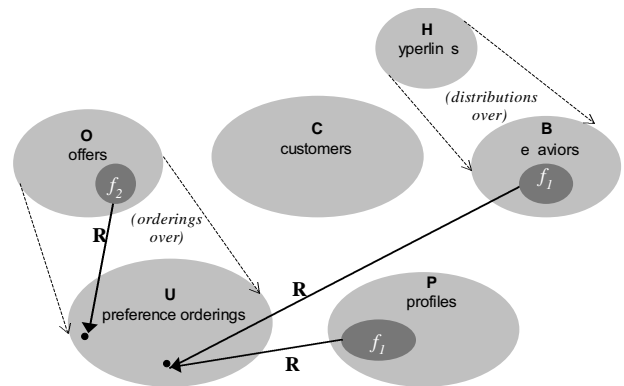 H
yperlin s
(distributions
over)
O
offers
C
customers
B
e aviors
f2
f1
(orderings
over)
R
U
preference orderings
R
P
profiles
f1
R